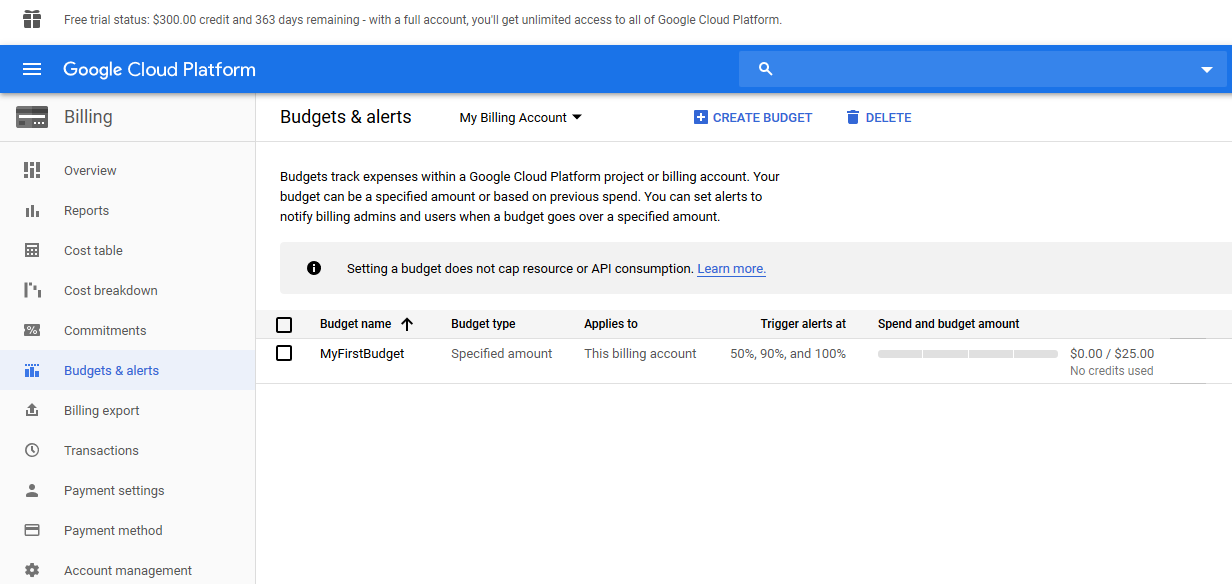 Free trial status: $300.00 credit and 363 days remaining - with a full account, you'll get unlimited access to all of Google Cloud Platform.
Google Cloud Platform
Billing
Budgets & alerts
My Billing Account
CREATE BUDGET
DELETE
Overview
Reports
Cost table
Cost breakdown
Commitments
Budgets & alerts
Billing export
Transactions
Payment settings
Payment method
Account management
Budgets track expenses within a Google Cloud Platform project or billing account. Your
budget can be a specified amount or based on previous spend. You can set alerts to
notify billing admins and users when a budget goes over a specified amount.
Setting a budget does not cap resource or API consumption. Learn more.
Budget name Budget type Applies to Trigger alerts at Spend and budget amount
MyFirstBudget Specified amount This billing account 50%, 90%, and 100% $0.00 / $25.00
No credits used